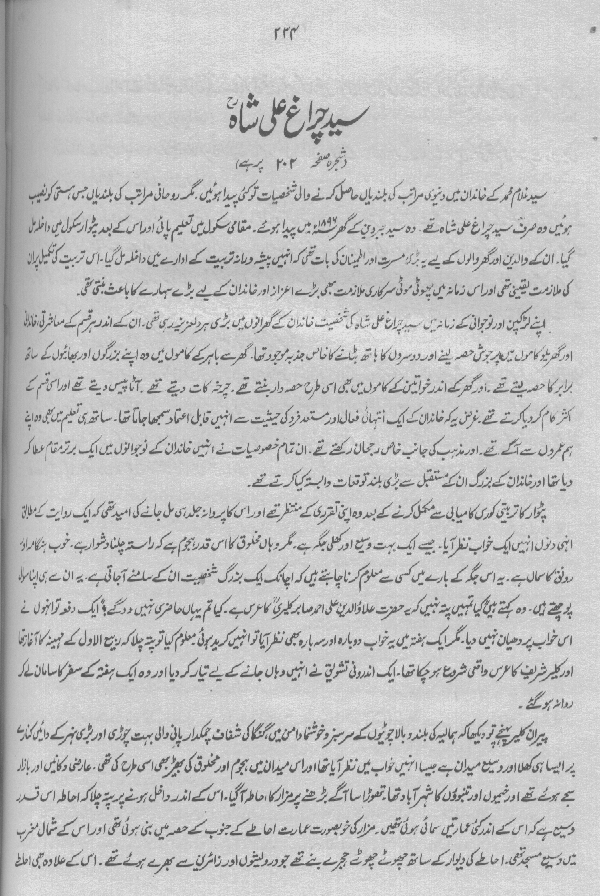 ۲۲۴
سید چراغ علی شاہؒ
(شجرہ صفحہ ۲۰۲ پر ہے)
سید غلام محمد کے خاندان میں دنیوی مراتب کی بلندیاں حاصل کرنے والی شخصیات تو کئی پیدا ہوئیں۔ مگر روحانی مراتب کی بلندیاں جس ہستی کو نصیب
ہوئیں وہ صرف سید چراغ علی شاہ تھے۔ وہ سید کے گھر ۱۸۹۶ء میں پیدا ہوئے۔ مقامی سکول میں تعلیم پائی اور اس کے بعد پٹوار سکول میں داخلہ مل
گیا۔ ان کے والدین اور گھر والوں کے لیے یہ بڑی مسرت اور اطمینان کی بات تھی کہ انہیں پیشہ ورانہ تربیت کے ادارے میں داخلہ مل گیا۔ اس تربیت کی تکمیل پر ان
کی ملازمت یقینی تھی اور اس زمانہ میں چھوٹی موٹی سرکاری ملازمت بھی بڑے اعزاز اور خاندان کے لیے بڑے سہارے کا باعث بنتی تھی۔
اپنے لڑکپن اور نوجوانی کے زمانہ میں سید چراغ علی شاہ کی شخصیت خاندان کے گھرانوں میں بڑی ہردلعزیز رہی تھی۔ ان کے اندر ہر قسم کے معاشرتی، خاندانی
اور گھریلو کاموں میں پرجوش حصہ لینے اور دوسروں کا ہاتھ بٹانے کا خاص جذبہ موجود تھا۔ گھر سے باہر کے کاموں میں وہ اپنے بزرگوں اور بھائیوں کے ساتھ
برابر کا حصہ لیتے تھے۔ اور گھر کے اندر خواتین کے کاموں میں بھی اسی طرح حصہ دار بنتے تھے۔ چرخہ کات دیتے تھے۔ آٹا پیس دیتے تھے اور اسی قسم کے
اکثر کام کر دیا کرتے تھے۔ غرض یہ کہ خاندان کے ایک انتہائی فعال اور مستعد فرد کی حیثیت سے انہیں قابل اعتماد سمجھا جاتا تھا۔ ساتھ ہی تعلیم میں بھی وہ اپنے
ہم عمروں سے آگے تھے۔ اور مذہب کی جانب خاص رجحان رکھتے تھے۔ ان تمام خصوصیات نے انہیں خاندان کے نوجوانوں میں ایک برتر مقام عطا کر
دیا تھا اور خاندان کے بزرگ ان کے مستقبل سے بڑی بلند توقعات وابستہ کیا کرتے تھے۔
پٹوار کا تربیتی کورس کامیابی سے مکمل کرنے کے بعد وہ اپنی تقرری کے منتظر تھے اور اس کا پروانہ جلد ہی مل جانے کی امید تھی کہ ایک روایت کے مطابق
انہی دنوں انہیں ایک خواب نظر آیا۔ جیسے ایک بہت وسیع اور کھلی جگہ ہے۔ مگر وہاں مخلوق کا اس قدر ہجوم ہے کہ راستہ چلنا دشوار ہے۔ خوب ہنگامہ اور
رونق کا سماں ہے۔ یہ اس جگہ کے بارے میں کسی سے معلوم کرنا چاہتے ہیں کہ اچانک ایک بزرگ شخصیت ان کے سامنے آ جاتی ہے۔ یہ ان سے ہی اپنا سوال
پوچھتے ہیں۔ وہ کہتے ہیں کیا تمہیں پتہ نہیں کہ یہ حضرت علاؤالدین علی احمد صابر کلیریؒ کا عرس ہے۔ کیا تم یہاں حاضری نہیں دو گے؟ ایک دفعہ تو انہوں نے
اس خواب پر دھیان نہیں دیا۔ مگر ایک ہفتہ میں یہ خواب دوبارہ اور سہ بارہ بھی نظر آیا تو انہیں کرید ہوئی معلوم کیا تو پتہ چلا کہ ربیع الاول کے مہینہ کا آغاز تھا
اور کلیر شریف کا عرس واقعی شروع ہو چکا تھا۔ ایک اندرونی تشویق نے انہیں وہاں جانے کے لیے تیار کر دیا اور وہ ایک ہفتہ کے سفر کا سامان لے کر
روانہ ہو گئے۔
پیران کلیر پہنچے تو دیکھا کہ ہمالیہ کی بلند و بالا چوٹیوں کے سرسبز و خوشنما دامن میں گنگا کی شفاف چمکدار پانی والی بہت چوڑی اور بڑی نہر کے دائیں کنارے
پر ایسا ہی کھلا اور وسیع میدان ہے جیسا انہیں خواب میں نظر آیا تھا اور اس میدان میں ہجوم اور مخلوق کی بھیڑ بھی اسی طرح کی تھی۔ عارضی دکانیں اور بازار
سجے ہوئے تھے اور خیموں اور تنبوؤں کا شہر آباد تھا۔ تھوڑا سا آگے بڑھنے پر مزار کا احاطہ آ گیا۔ اس کے اندر داخل ہونے پر پتہ چلا کہ احاطہ اس قدر
وسیع ہے کہ اس کے اندر کئی عمارتیں سمائی ہوئی تھیں۔ مزار کی خوبصورت عمارت احاطے کے جنوب کے حصہ میں بنی ہوئی تھی اور اس کے شمال مغرب
میں وسیع مسجد تھی۔ احاطے کی دیوار کے ساتھ چھوٹے چھوٹے حجرے بنے تھے جو درویشوں اور زائرین سے بھرے ہوئے تھے۔ اس کے علاوہ بھی احاطے